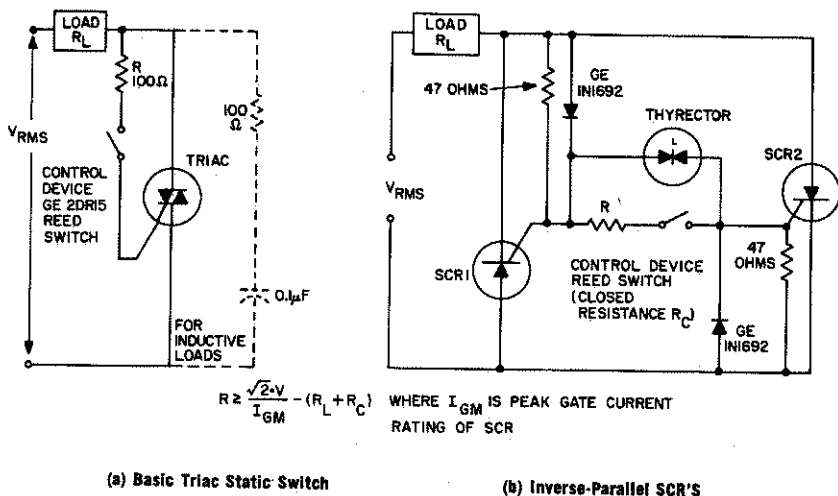 LOAD
RL
R
100Ω
100
Ω
VRMS
TRIAC
CONTROL
DEVICE
GE 2DR15
REED
SWITCH
0.1µF
FOR
INDUCTIVE
LOADS
LOAD
RL
47 OHMS
GE
IN1692
THYRECTOR
L
SCR2
VRMS
R
SCR1
47
OHMS
CONTROL DEVICE
REED SWITCH
(CLOSED
RESISTANCE RC)
GE
IN1692
R ≥ √2·V / IGM − (RL + RC) WHERE IGM IS PEAK GATE CURRENT
RATING OF SCR
(a) Basic Triac Static Switch
(b) Inverse-Parallel SCR'S